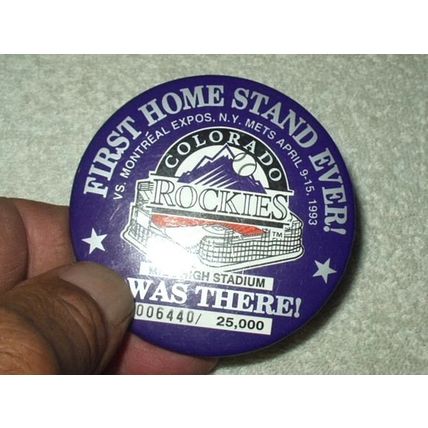 FIRST HOME STAND EVER!
VS. MONTRÉAL EXPOS, N.Y. METS APRIL 9-15, 1993
COLORADO
ROCKIES
TM
HIGH STADIUM
WAS THERE!
006440/ 25,000